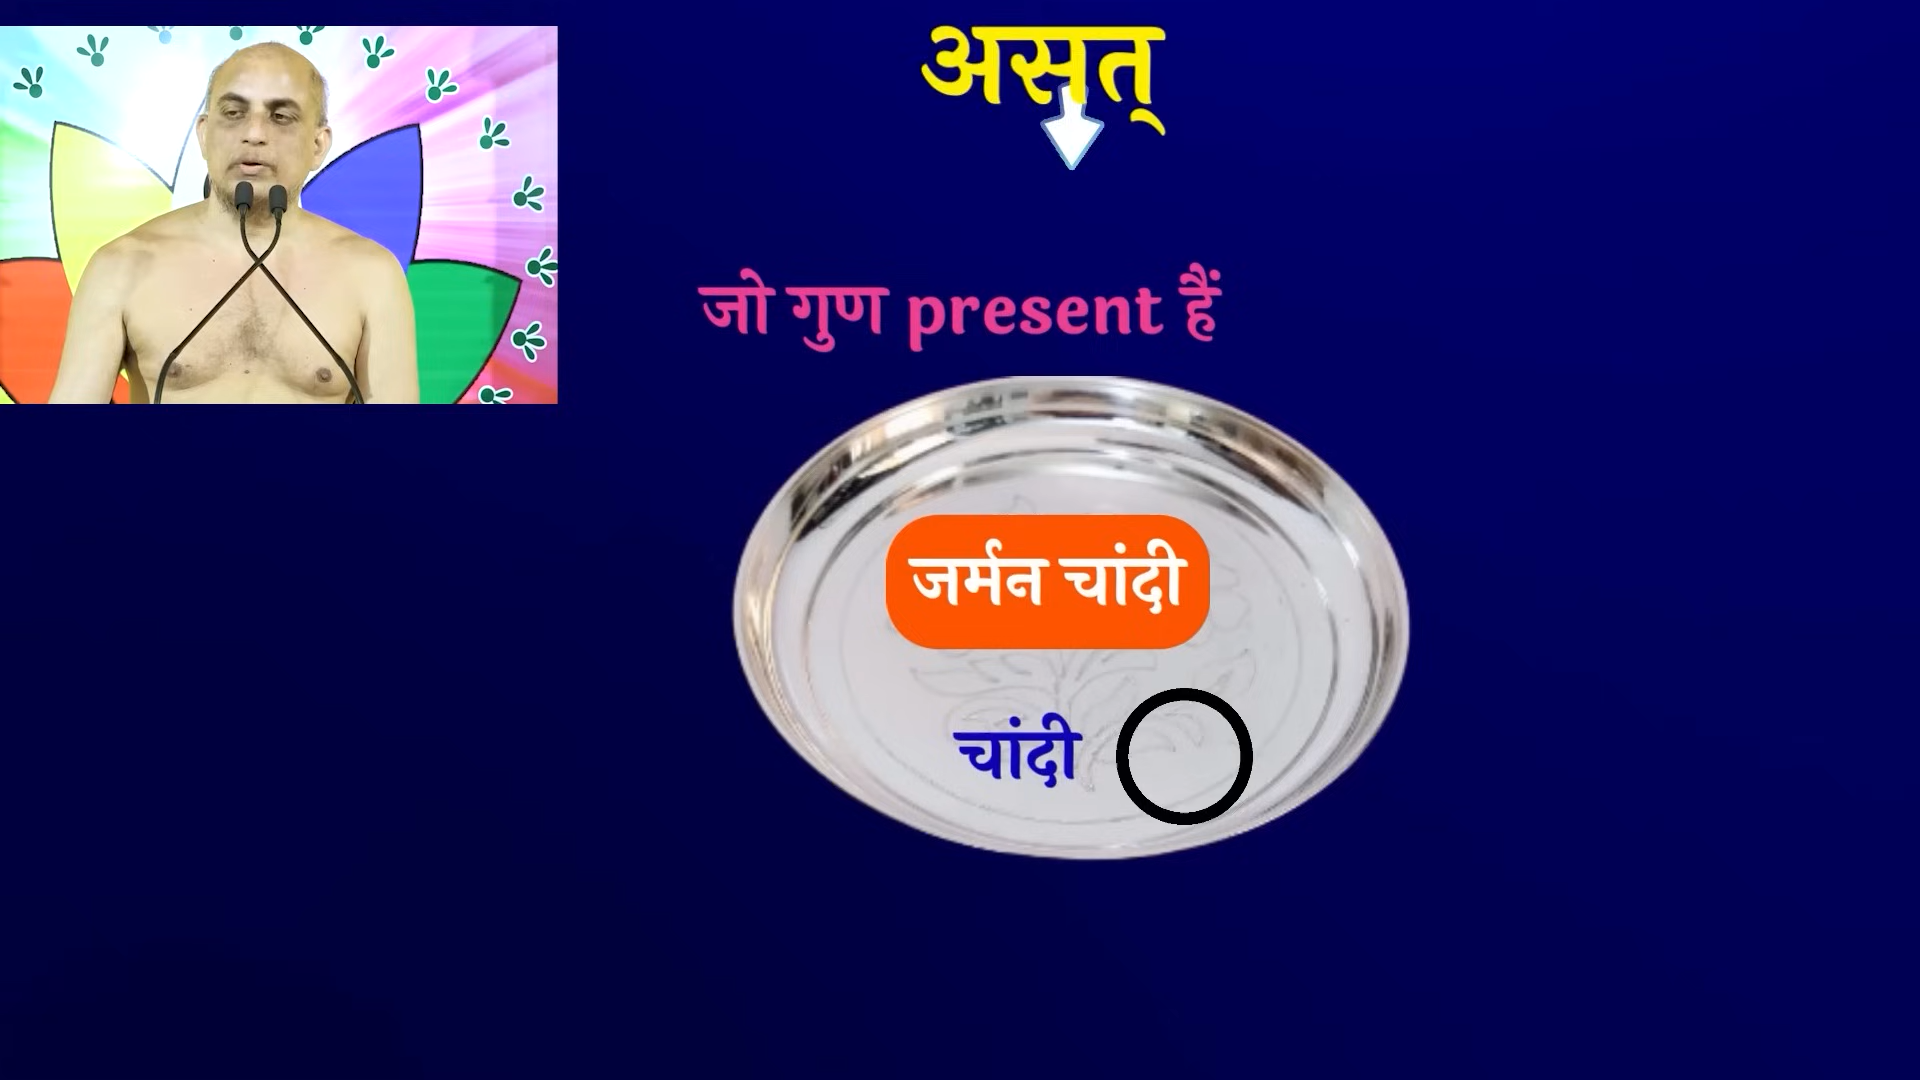 असत्
जो गुण present हैं
जर्मन चांदी
चांदी